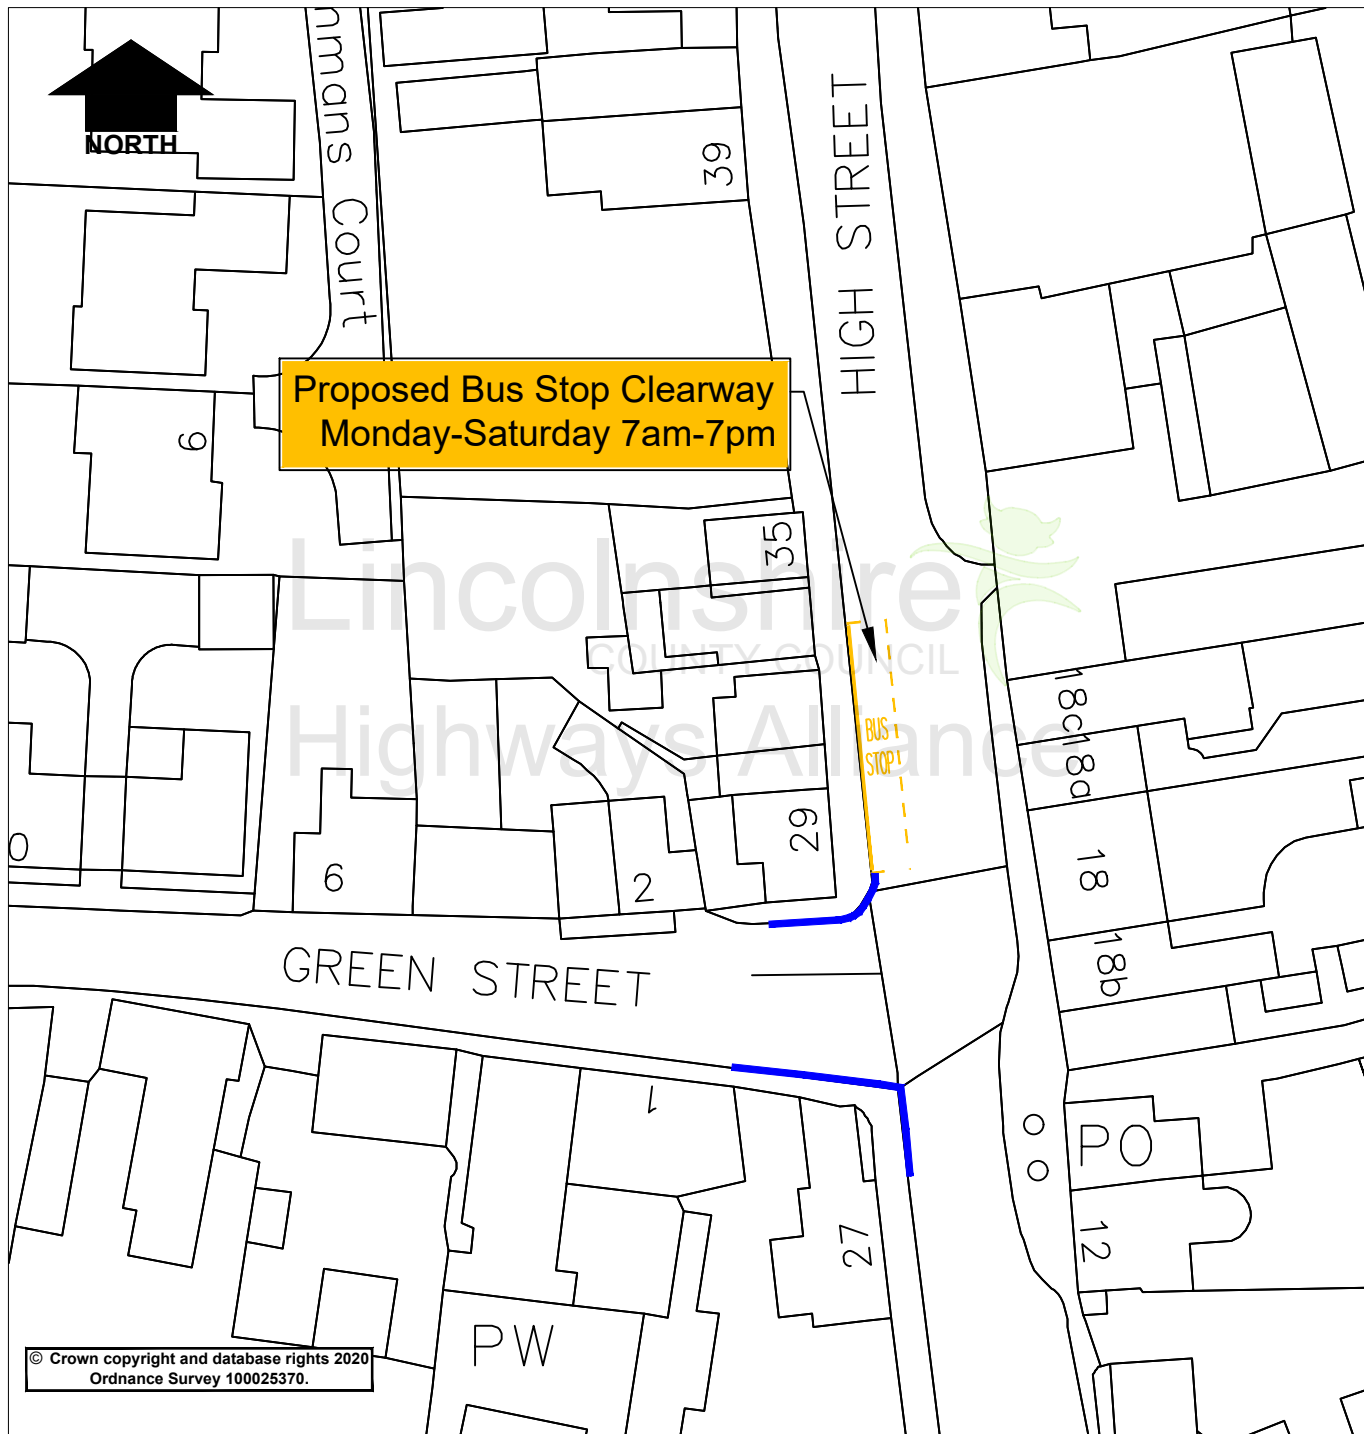 nmans Court
NORTH
39
HIGH STREET
Proposed Bus Stop Clearway
Monday-Saturday 7am-7pm
9
35
Lincolnshire
COUNTY COUNCIL
Highways Alliance
BUS
STOP
18c
18a
29
18
0
6
2
18b
GREEN STREET
1
PO
27
12
PW
© Crown copyright and database rights 2020
Ordnance Survey 100025370.